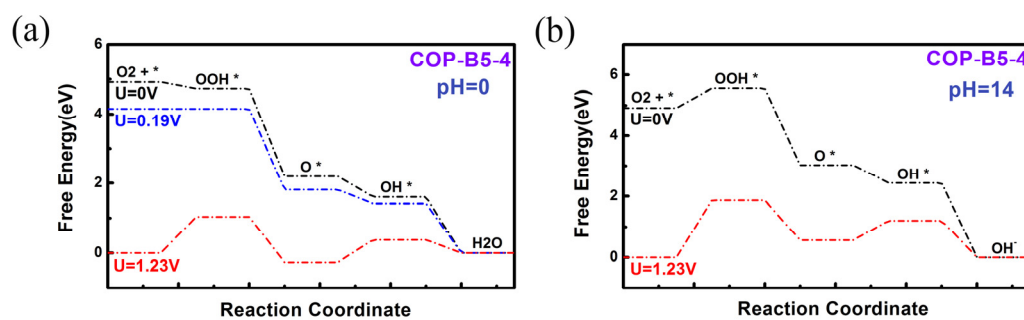 (a)
6
4
2
0
Free Energy(eV)
COP-B5-4
pH=0
O2 + *
U=0V
OOH *
U=0.19V
O *
OH *
H2O
U=1.23V
Reaction Coordinate
(b)
6
4
2
0
Free Energy(eV)
COP-B5-4
pH=14
OOH *
O2 + *
U=0V
O *
OH *
OH-
U=1.23V
Reaction Coordinate